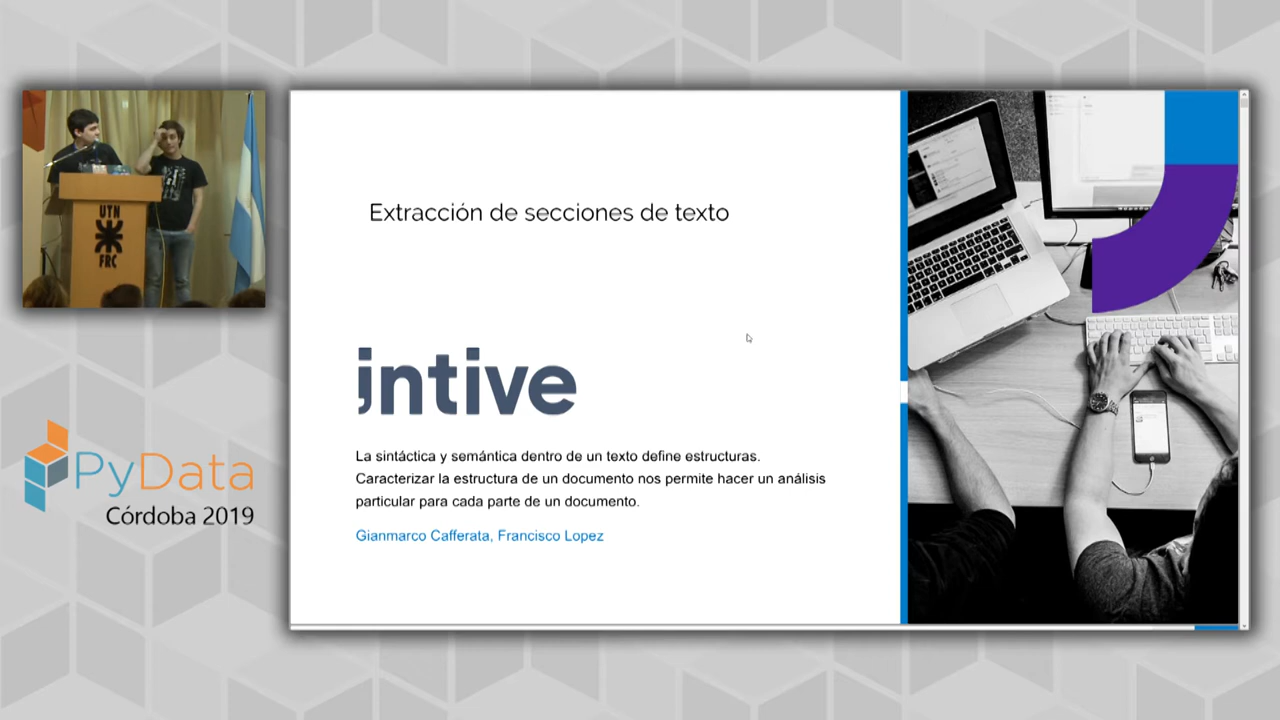 UTN
FRC
PyData
Córdoba 2019
Extracción de secciones de texto
intive
La sintáctica y semántica dentro de un texto define estructuras.
Caracterizar la estructura de un documento nos permite hacer un análisis
particular para cada parte de un documento.
Gianmarco Cafferata, Francisco Lopez